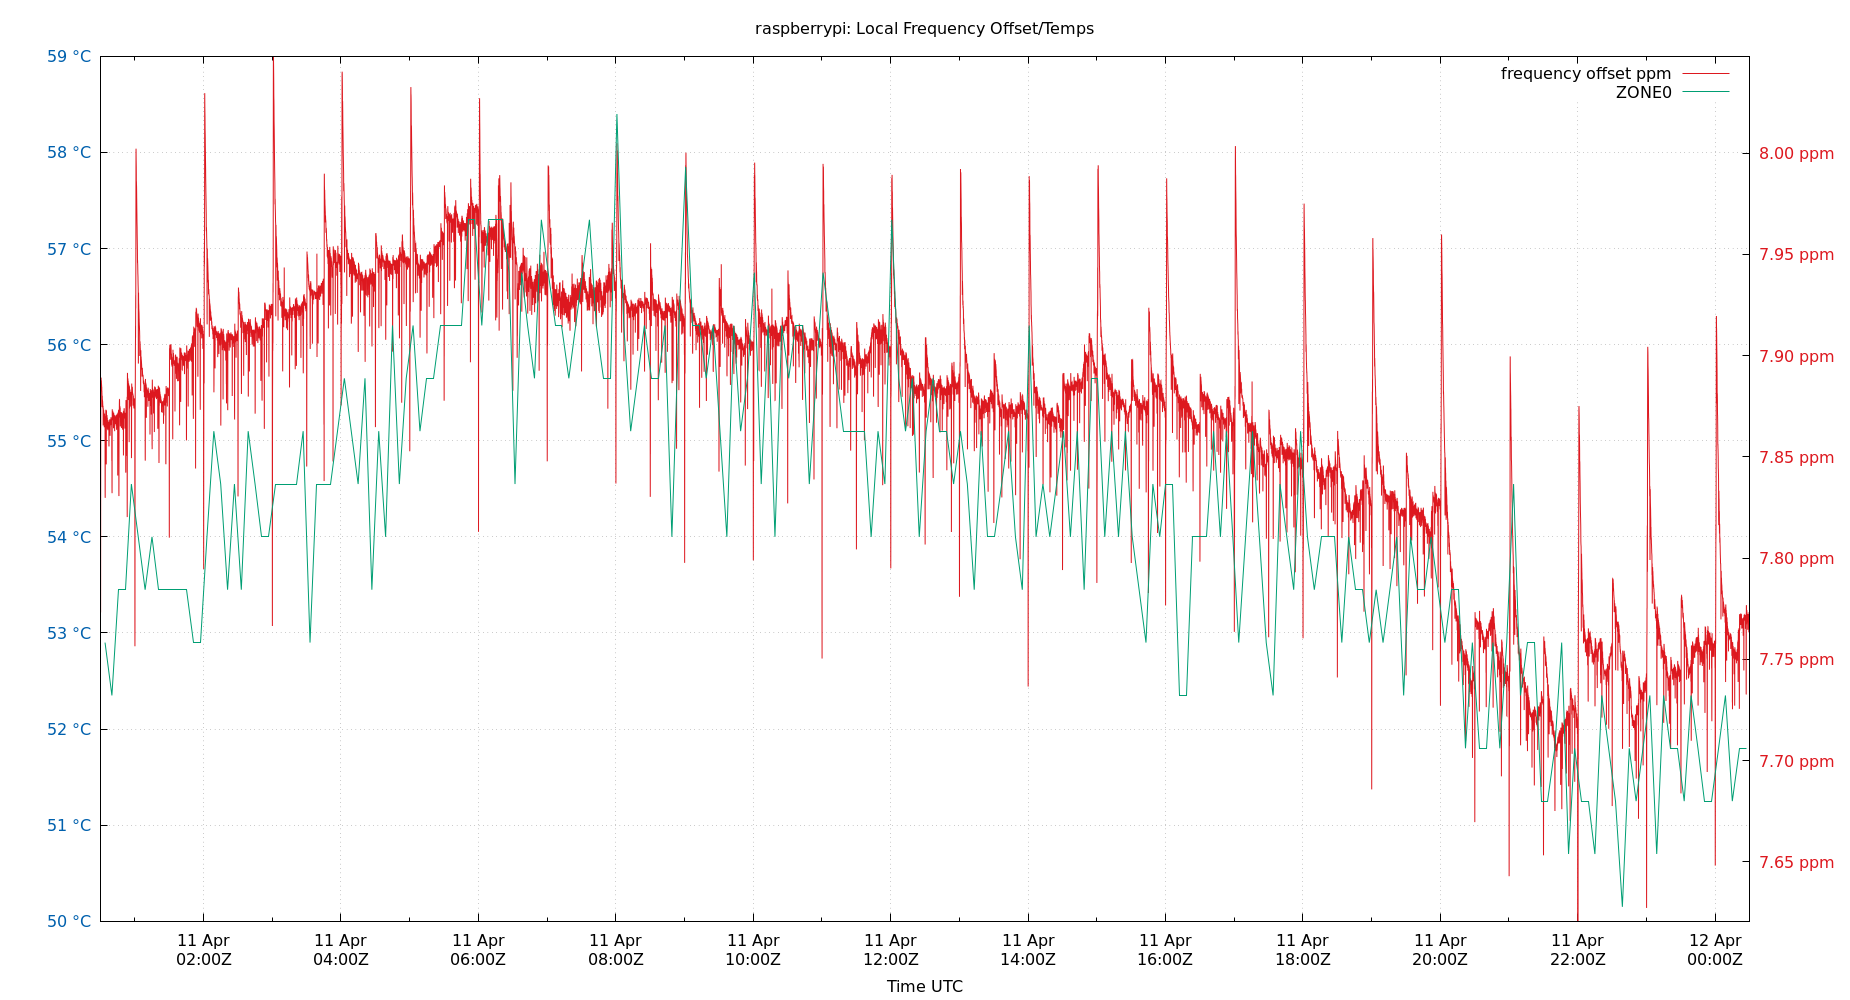 raspberrypi: Local Frequency Offset/Temps
frequency offset ppm
ZONE0
59 °C
58 °C
57 °C
56 °C
55 °C
54 °C
53 °C
52 °C
51 °C
50 °C
8.00 ppm
7.95 ppm
7.90 ppm
7.85 ppm
7.80 ppm
7.75 ppm
7.70 ppm
7.65 ppm
11 Apr 11 Apr 11 Apr 11 Apr 11 Apr 11 Apr 11 Apr 11 Apr 11 Apr 11 Apr 11 Apr 12 Apr
02:00Z 04:00Z 06:00Z 08:00Z 10:00Z 12:00Z 14:00Z 16:00Z 18:00Z 20:00Z 22:00Z 00:00Z
Time UTC